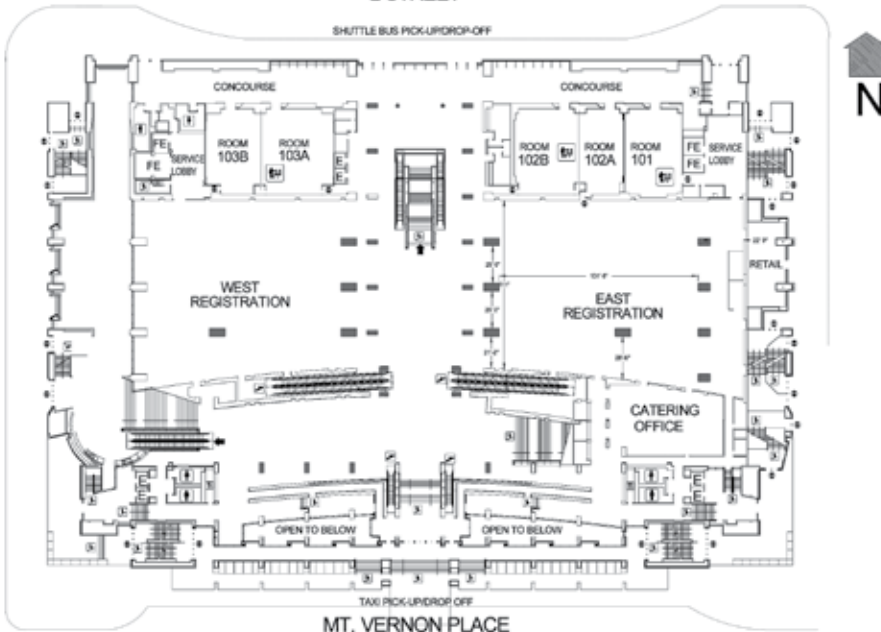 SHUTTLE BUS PICK-UP/DROP-OFF
N
CONCOURSE
CONCOURSE
ROOM
103B
ROOM
103A
ROOM
102B
ROOM
102A
ROOM
101
FE
FE
SERVICE
LOBBY
E
E
FE
FE
SERVICE
LOBBY
WEST
REGISTRATION
EAST
REGISTRATION
RETAIL
CATERING
OFFICE
E
E
E
E
OPEN TO BELOW
OPEN TO BELOW
TAXI PICK-UP/DROP OFF
MT. VERNON PLACE